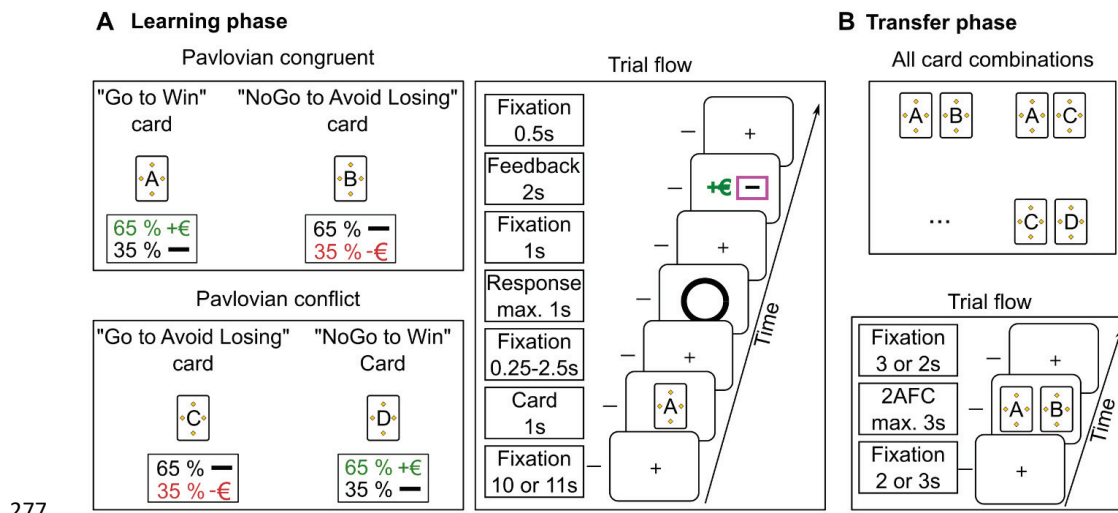 A Learning phase
Pavlovian congruent
"Go to Win"
card
A
65 % +€
35 % −
"NoGo to Avoid Losing"
card
B
65 % −
35 % -€
Pavlovian conflict
"Go to Avoid Losing"
card
C
65 % −
35 % -€
"NoGo to Win"
Card
D
65 % +€
35 % −
Trial flow
Fixation
0.5s
Feedback
2s
Fixation
1s
Response
max. 1s
Fixation
0.25-2.5s
Card
1s
Fixation
10 or 11s
+
+€ −
+
+
A
+
Time
B Transfer phase
All card combinations
A B A C
... C D
Trial flow
Fixation
3 or 2s
2AFC
max. 3s
Fixation
2 or 3s
+
A B
+
Time
277